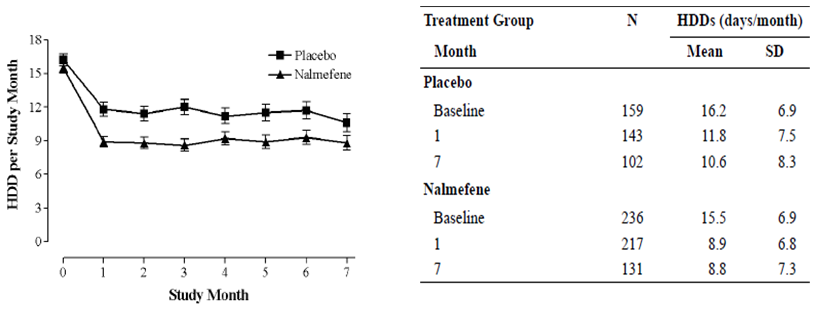 18
15
12
9
6
3
0
HDD per Study Month
Placebo
Nalmefene
0 1 2 3 4 5 6 7
Study Month
Treatment Group N HDDs (days/month)
Month Mean SD
Placebo
Baseline 159 16.2 6.9
1 143 11.8 7.5
7 102 10.6 8.3
Nalmefene
Baseline 236 15.5 6.9
1 217 8.9 6.8
7 131 8.8 7.3